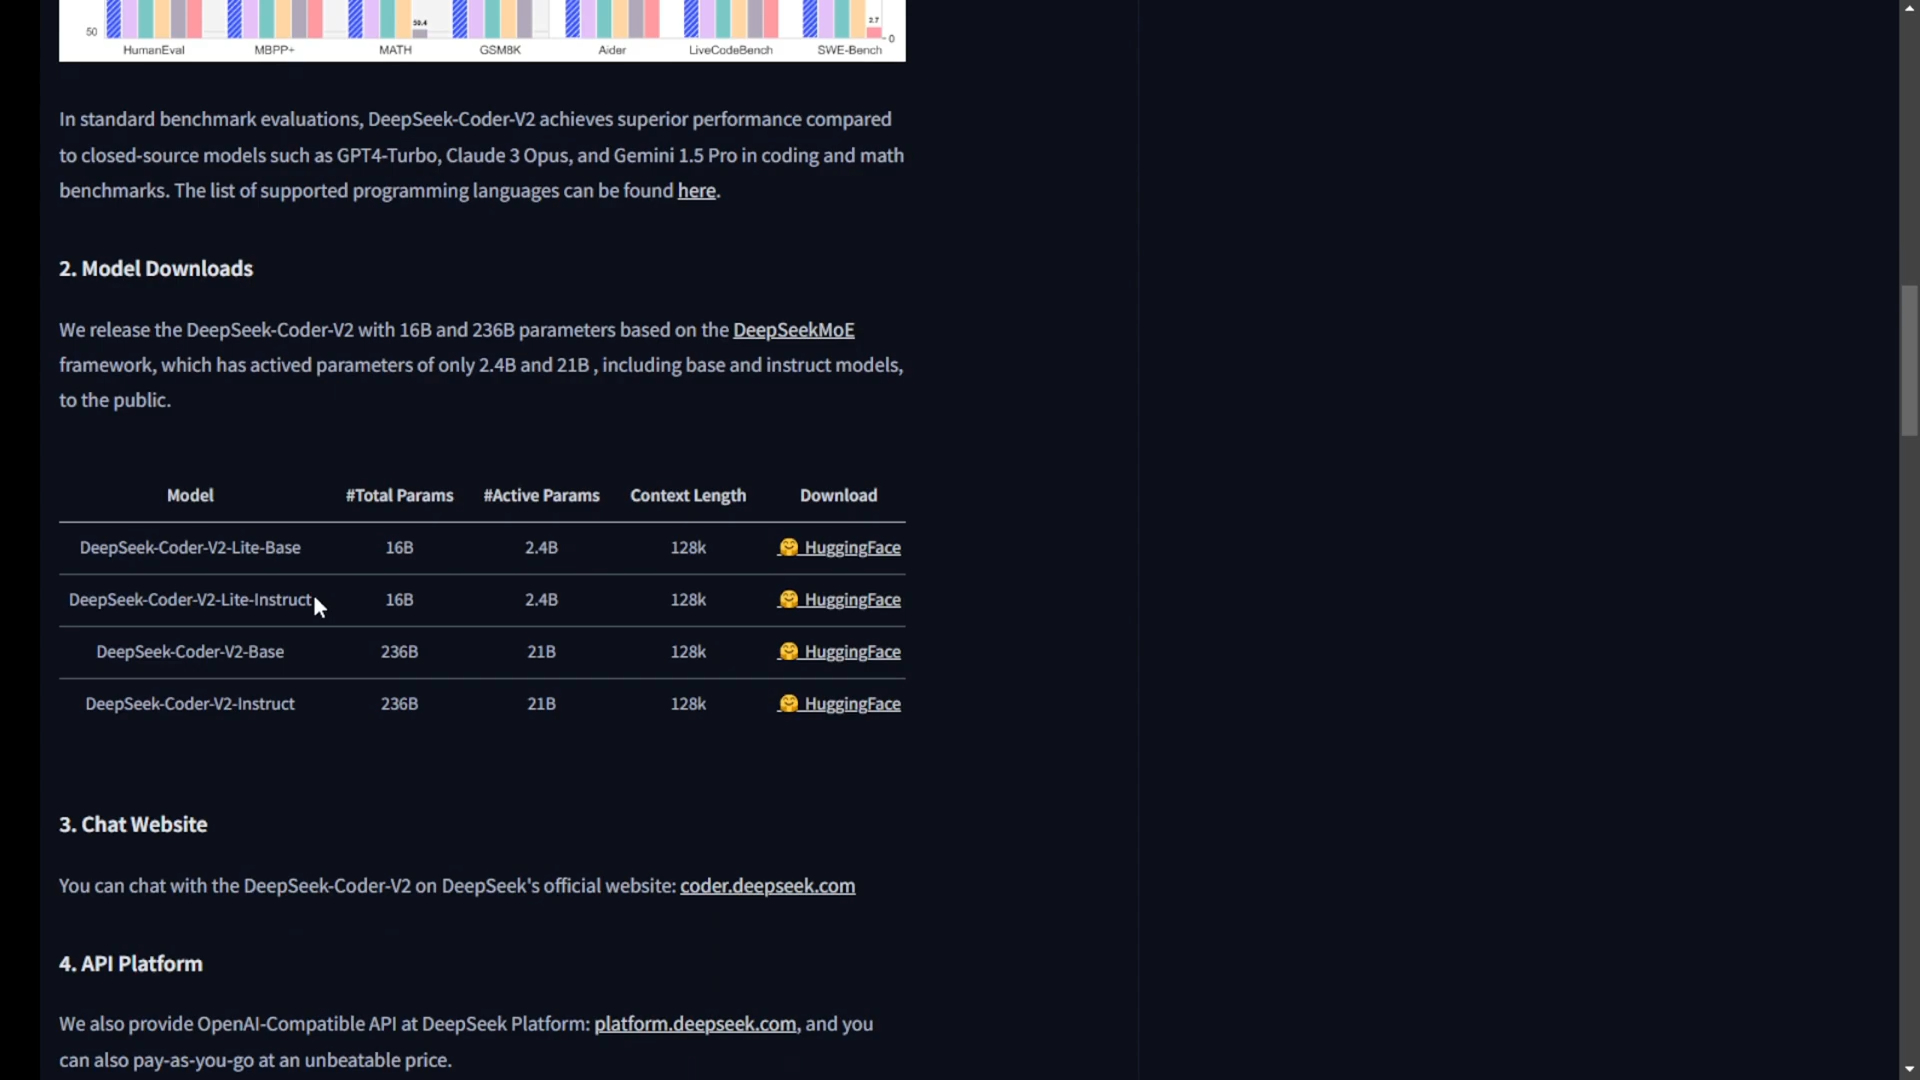 50.4
2.7
50
0
HumanEval MBPP+ MATH GSM8K Aider LiveCodeBench SWE-Bench
In standard benchmark evaluations, DeepSeek-Coder-V2 achieves superior performance compared
to closed-source models such as GPT4-Turbo, Claude 3 Opus, and Gemini 1.5 Pro in coding and math
benchmarks. The list of supported programming languages can be found here.
2. Model Downloads
We release the DeepSeek-Coder-V2 with 16B and 236B parameters based on the DeepSeekMoE
framework, which has actived parameters of only 2.4B and 21B , including base and instruct models,
to the public.
Model #Total Params #Active Params Context Length Download
DeepSeek-Coder-V2-Lite-Base 16B 2.4B 128k 🤗 HuggingFace
DeepSeek-Coder-V2-Lite-Instruct 16B 2.4B 128k 🤗 HuggingFace
DeepSeek-Coder-V2-Base 236B 21B 128k 🤗 HuggingFace
DeepSeek-Coder-V2-Instruct 236B 21B 128k 🤗 HuggingFace
3. Chat Website
You can chat with the DeepSeek-Coder-V2 on DeepSeek's official website: coder.deepseek.com
4. API Platform
We also provide OpenAI-Compatible API at DeepSeek Platform: platform.deepseek.com, and you
can also pay-as-you-go at an unbeatable price.